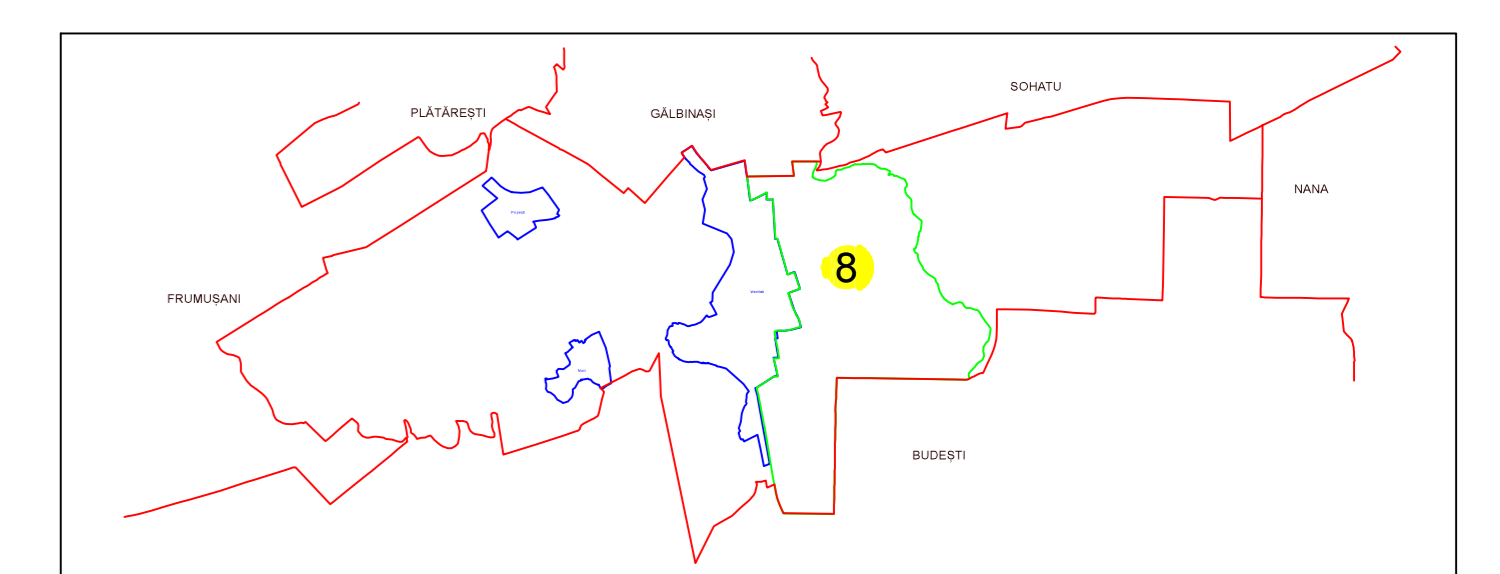 SOHATU
PLĂTĂREȘTI
GĂLBINAȘI
NANA
8
FRUMUȘANI
BUDEȘTI